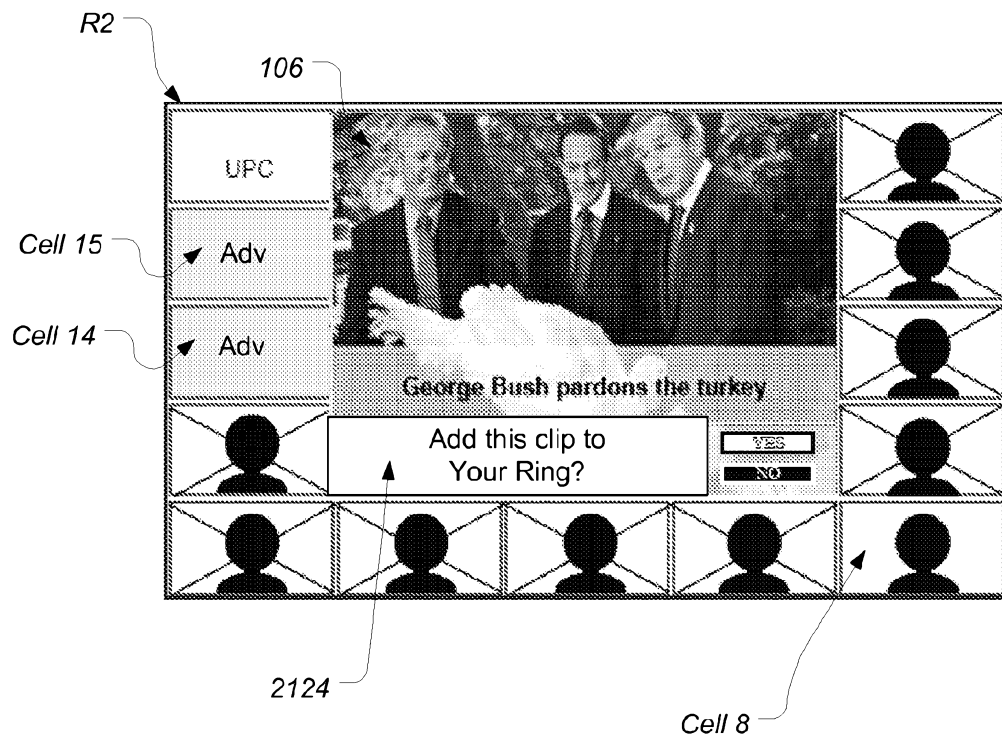 R2
106
UPC
Cell 15
Adv
Cell 14
Adv
George Bush pardons the turkey
Add this clip to
Your Ring?
YES
NO
2124
Cell 8